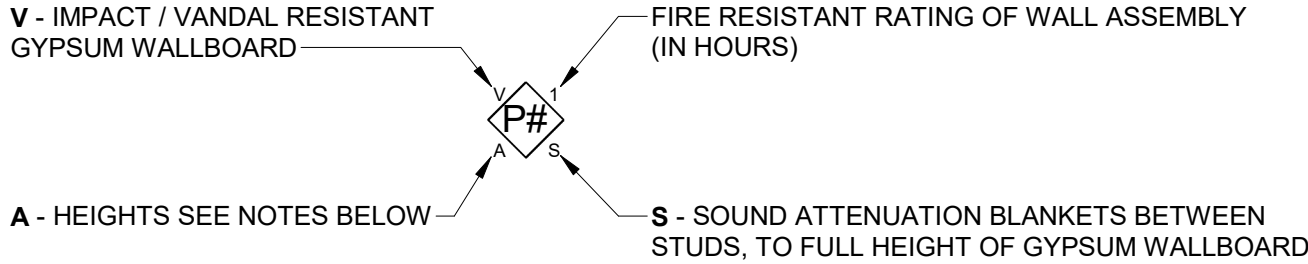 V - IMPACT / VANDAL RESISTANT
GYPSUM WALLBOARD
FIRE RESISTANT RATING OF WALL ASSEMBLY
(IN HOURS)
V 1
P#
A S
A - HEIGHTS SEE NOTES BELOW
S - SOUND ATTENUATION BLANKETS BETWEEN
STUDS, TO FULL HEIGHT OF GYPSUM WALLBOARD